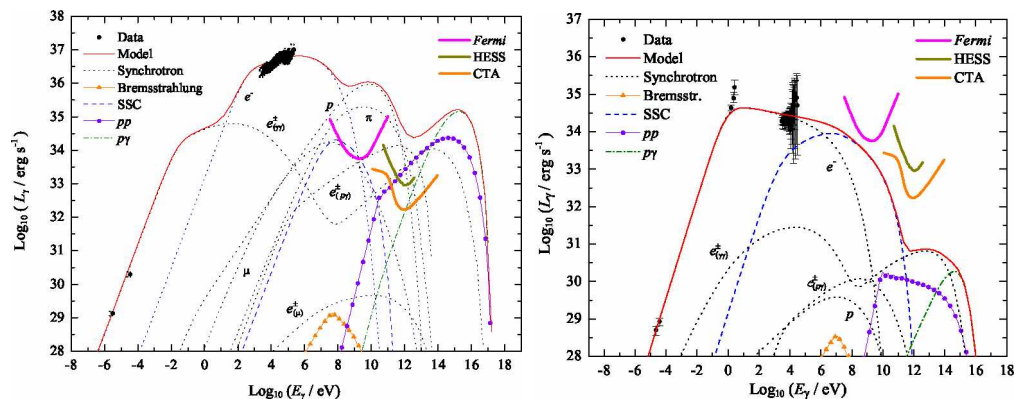 Log₁₀ (Lᵧ / erg s⁻¹)
38
37
36
35
34
33
32
31
30
29
28
Data
Model
Synchrotron
Bremsstrahlung
SSC
pp
pγ
Fermi
HESS
CTA
e⁻
e±(γγ)
p
π
e±(pγ)
μ
e±(μ)
-8 -6 -4 -2 0 2 4 6 8 10 12 14 16 18
Log₁₀ (Eᵧ / eV)
Log₁₀ (Lᵧ / erg s⁻¹)
37
36
35
34
33
32
31
30
29
28
Data
Model
Synchrotron
Bremsstr.
SSC
pp
pγ
Fermi
HESS
CTA
e⁻
e±(γγ)
e±(pγ)
p
-8 -6 -4 -2 0 2 4 6 8 10 12 14 16 18
Log₁₀ (Eᵧ / eV)